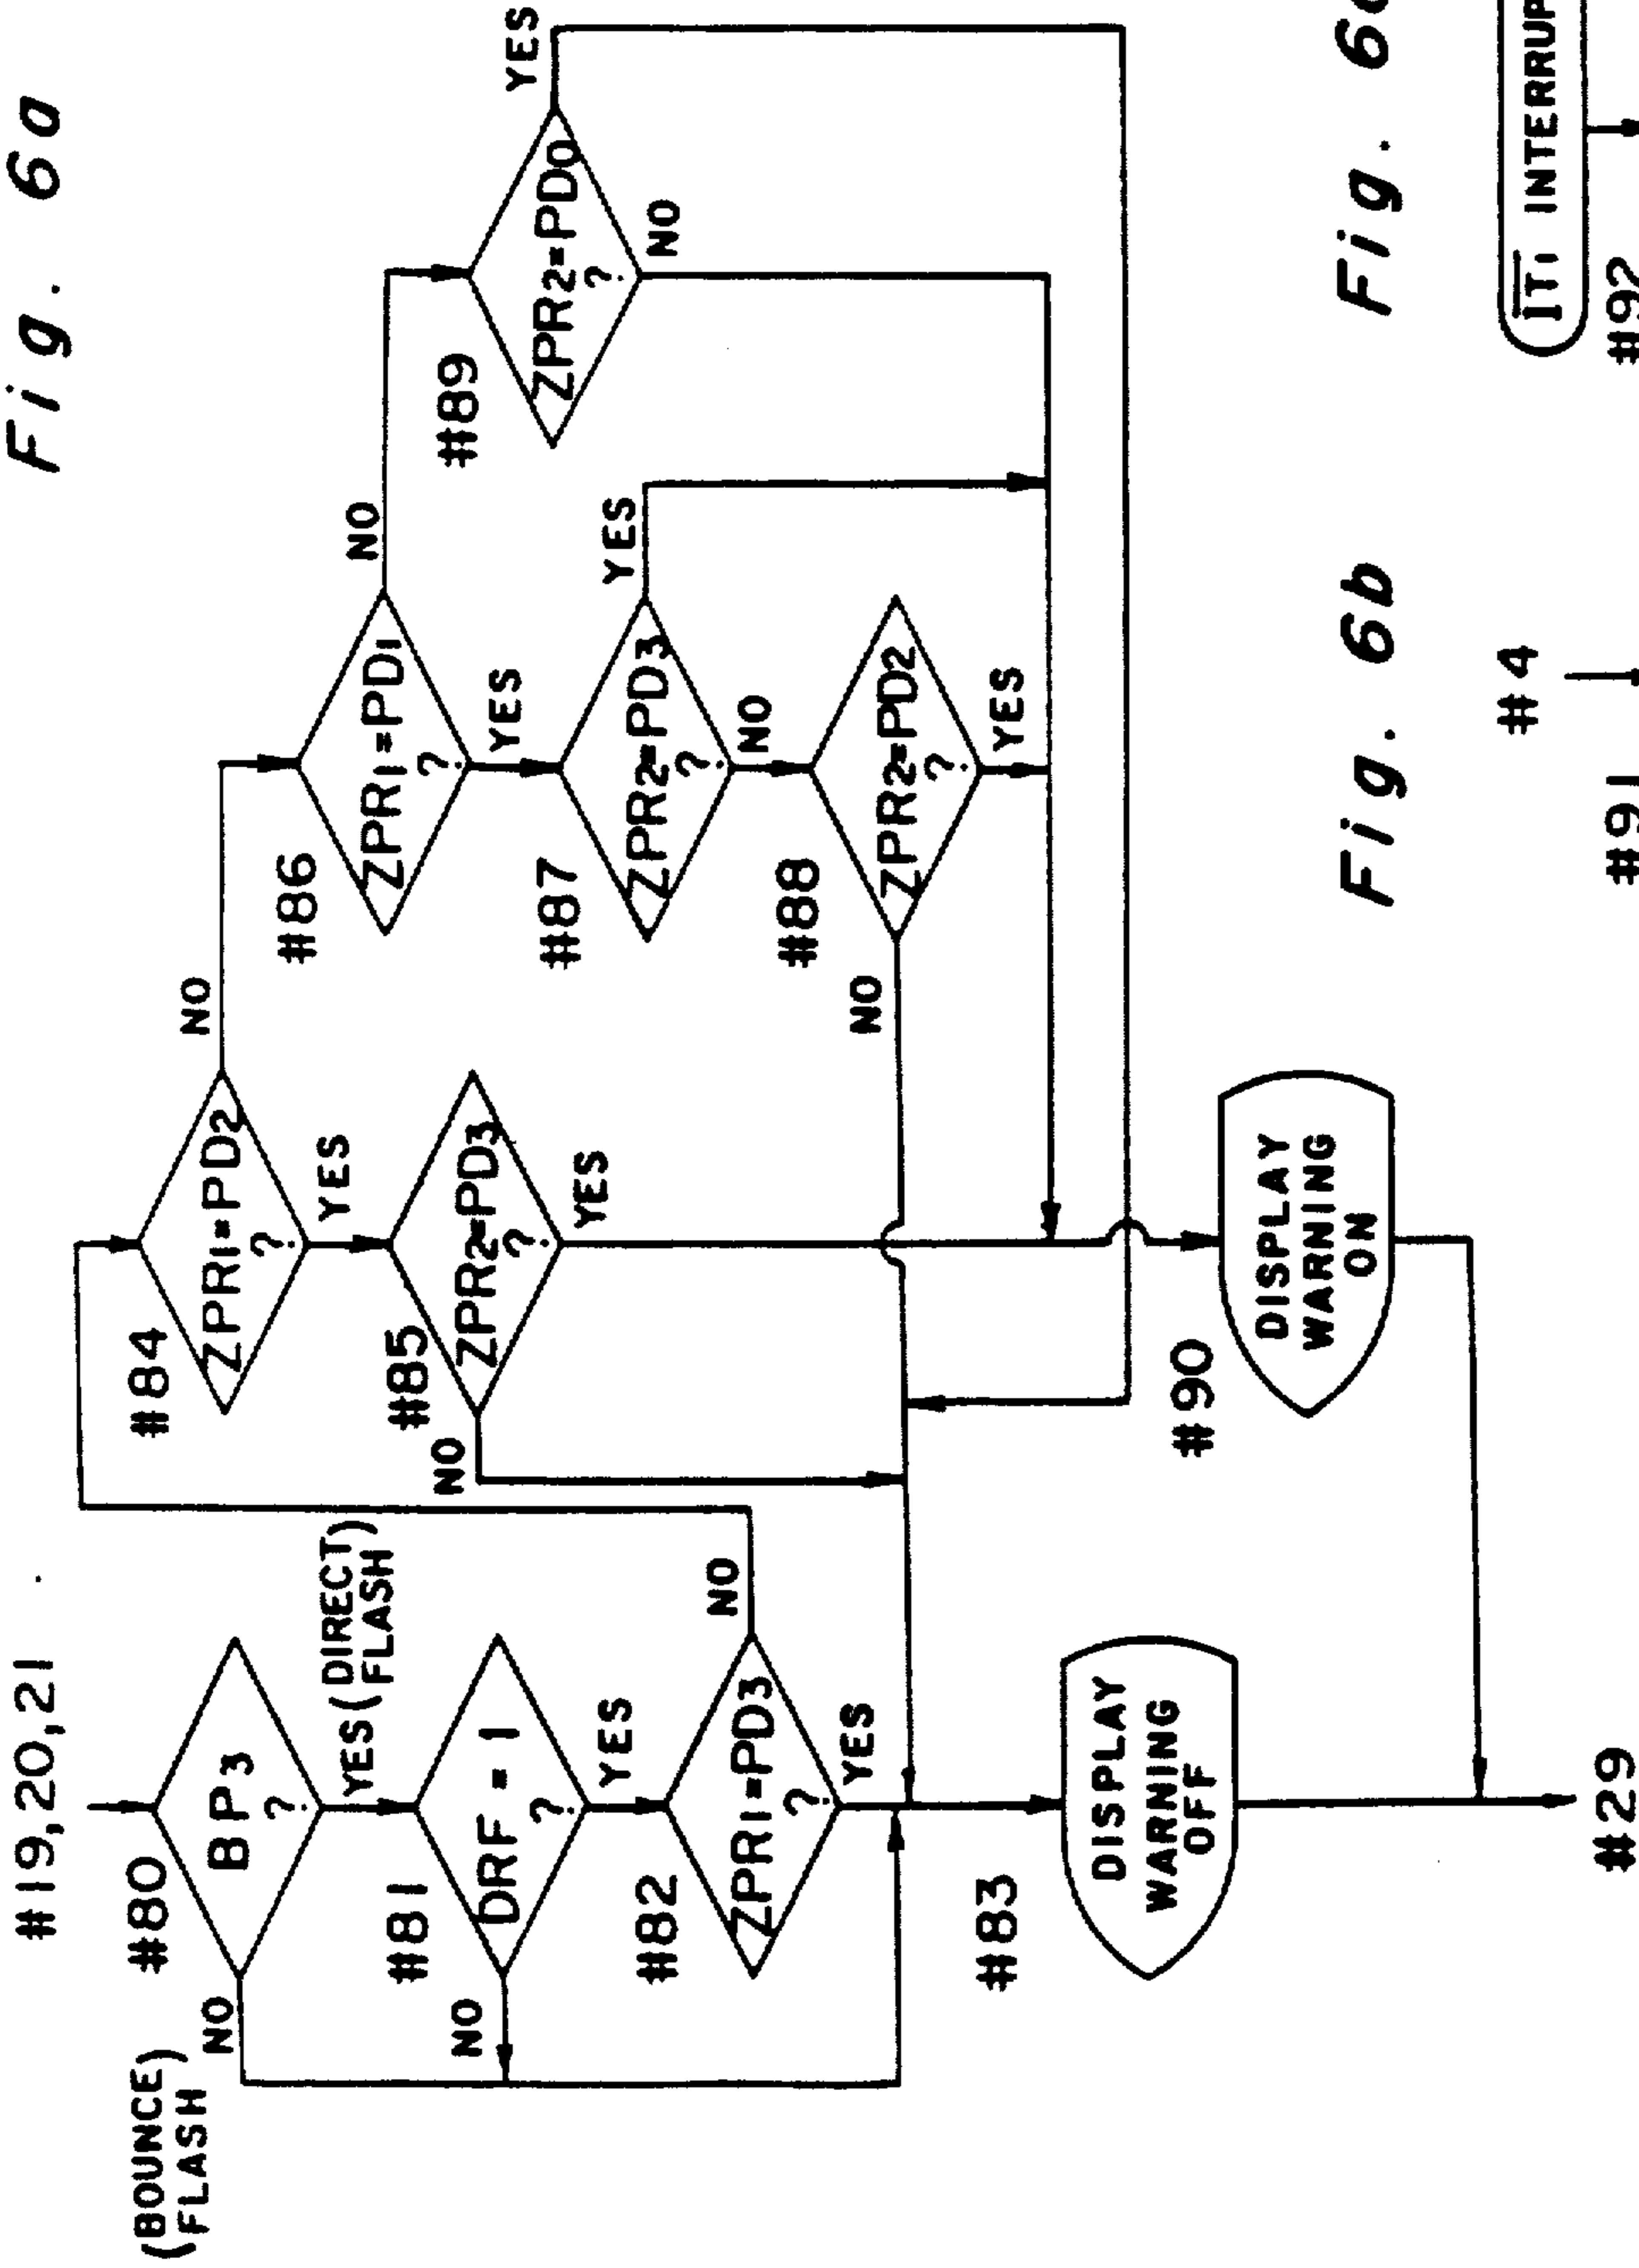 Fig. 6a
#19,20,21
(BOUNCE)
(FLASH)
#80
BP3
?
NO
YES
(DIRECT)
(FLASH)
#81
DRF = 1
?
NO
YES
#82
ZPR1=PD3
?
NO
YES
#83
DISPLAY
WARNING
OFF
#29
#84
ZPR1=PD2
?
NO
YES
#85
ZPR2=PD3
?
NO
YES
#86
ZPR1=PD1
?
NO
YES
#87
ZPR2=PD3
?
YES
NO
#88
ZPR2=PD2
?
NO
YES
#89
ZPR2=PD0
?
YES
NO
#90
DISPLAY
WARNING
ON
Fig. 6b
#4
#91
Fig.
IT1
#92